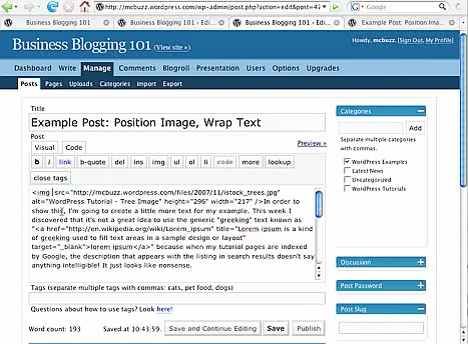 http://mcbuzz.wordpress.com/wp-admin/post.php?action=edit&post=47
Business Blogging 101
Business Blogging 101 - Edi...
Business Blogging 101 - Edi...
Example Post: Position Ima...
Business Blogging 101 (View site »)
Howdy, mcbuzz. [Sign Out, My Profile]
Dashboard Write Manage Comments Blogroll Presentation Users Options Upgrades
Posts Pages Uploads Categories Import Export
Title
Example Post: Position Image, Wrap Text
Post
Visual Code
Preview »
b i link b-quote del ins img ul ol li code more lookup
close tags
<img src="http://mcbuzz.wordpress.com/files/2007/11/istock_trees.jpg"
alt="WordPress Tutorial - Tree Image" height="296" width="217" />In order to
show this, I'm going to create a little more text for my example. This week I
discovered that it's not a great idea to use the generic "greeking" text known as
"<a href="http://en.wikipedia.org/wiki/Lorem_ipsum" title="Lorem ipsum is a kind
of greeking used to fill text areas in a sample design or layout"
target="_blank">lorem ipsum</a>" because when my tutorial pages are indexed
by Google, the description that appears with the listing in search results doesn't say
anything intelligible! It just looks like nonsense.
Tags (separate multiple tags with commas: cats, pet food, dogs)
Questions about how to use tags? Look here!
Word count: 193 Saved at 10:43:59. Save and Continue Editing Save Publish
Categories
Add
Separate multiple categories
with commas.
WordPress Examples
Latest News
Uncategorized
WordPress Tutorials
Discussion
Post Password
Post Slug